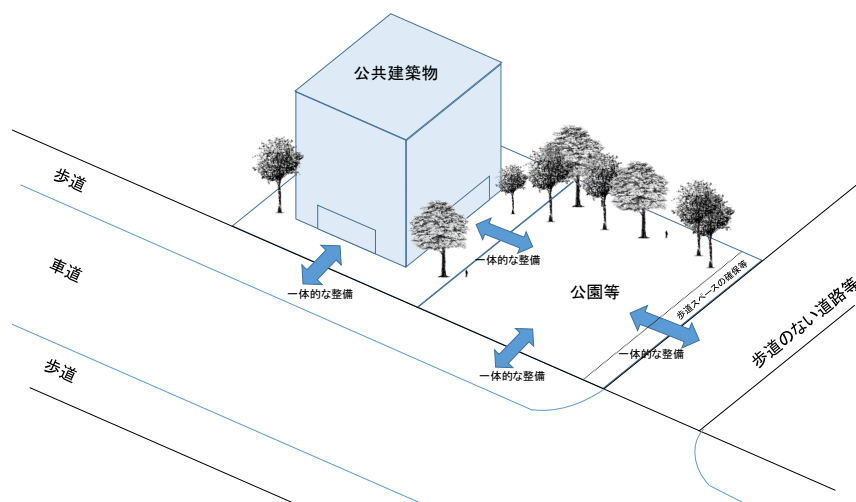 公共建築物
歩道
車道
歩道
一体的な整備
一体的な整備
公園等
歩道スペースの確保等
一体的な整備
一体的な整備
歩道のない道路等